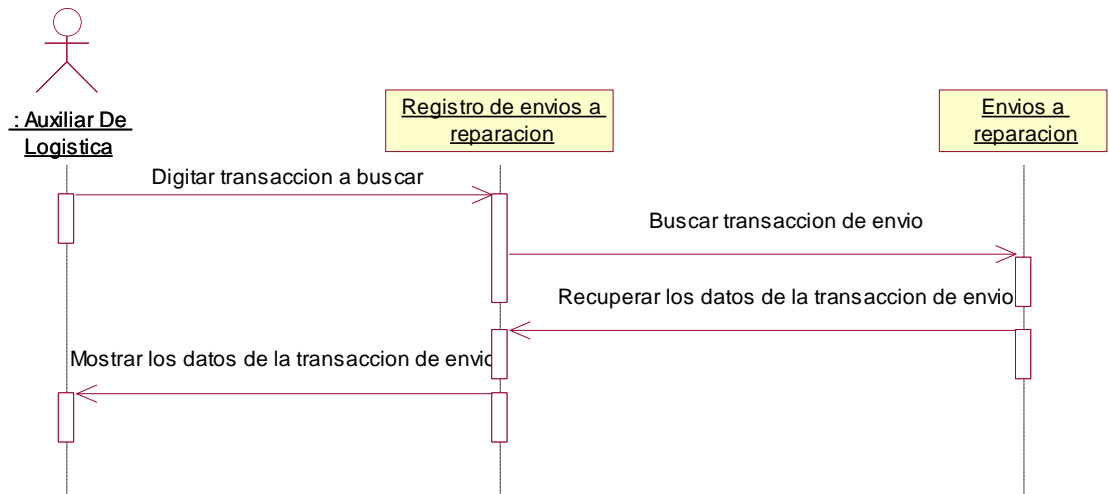 : Auxiliar De
Logistica
Registro de envios a
reparacion
Envios a
reparacion
Digitar transaccion a buscar
Buscar transaccion de envio
Recuperar los datos de la transaccion de envio
Mostrar los datos de la transaccion de envio